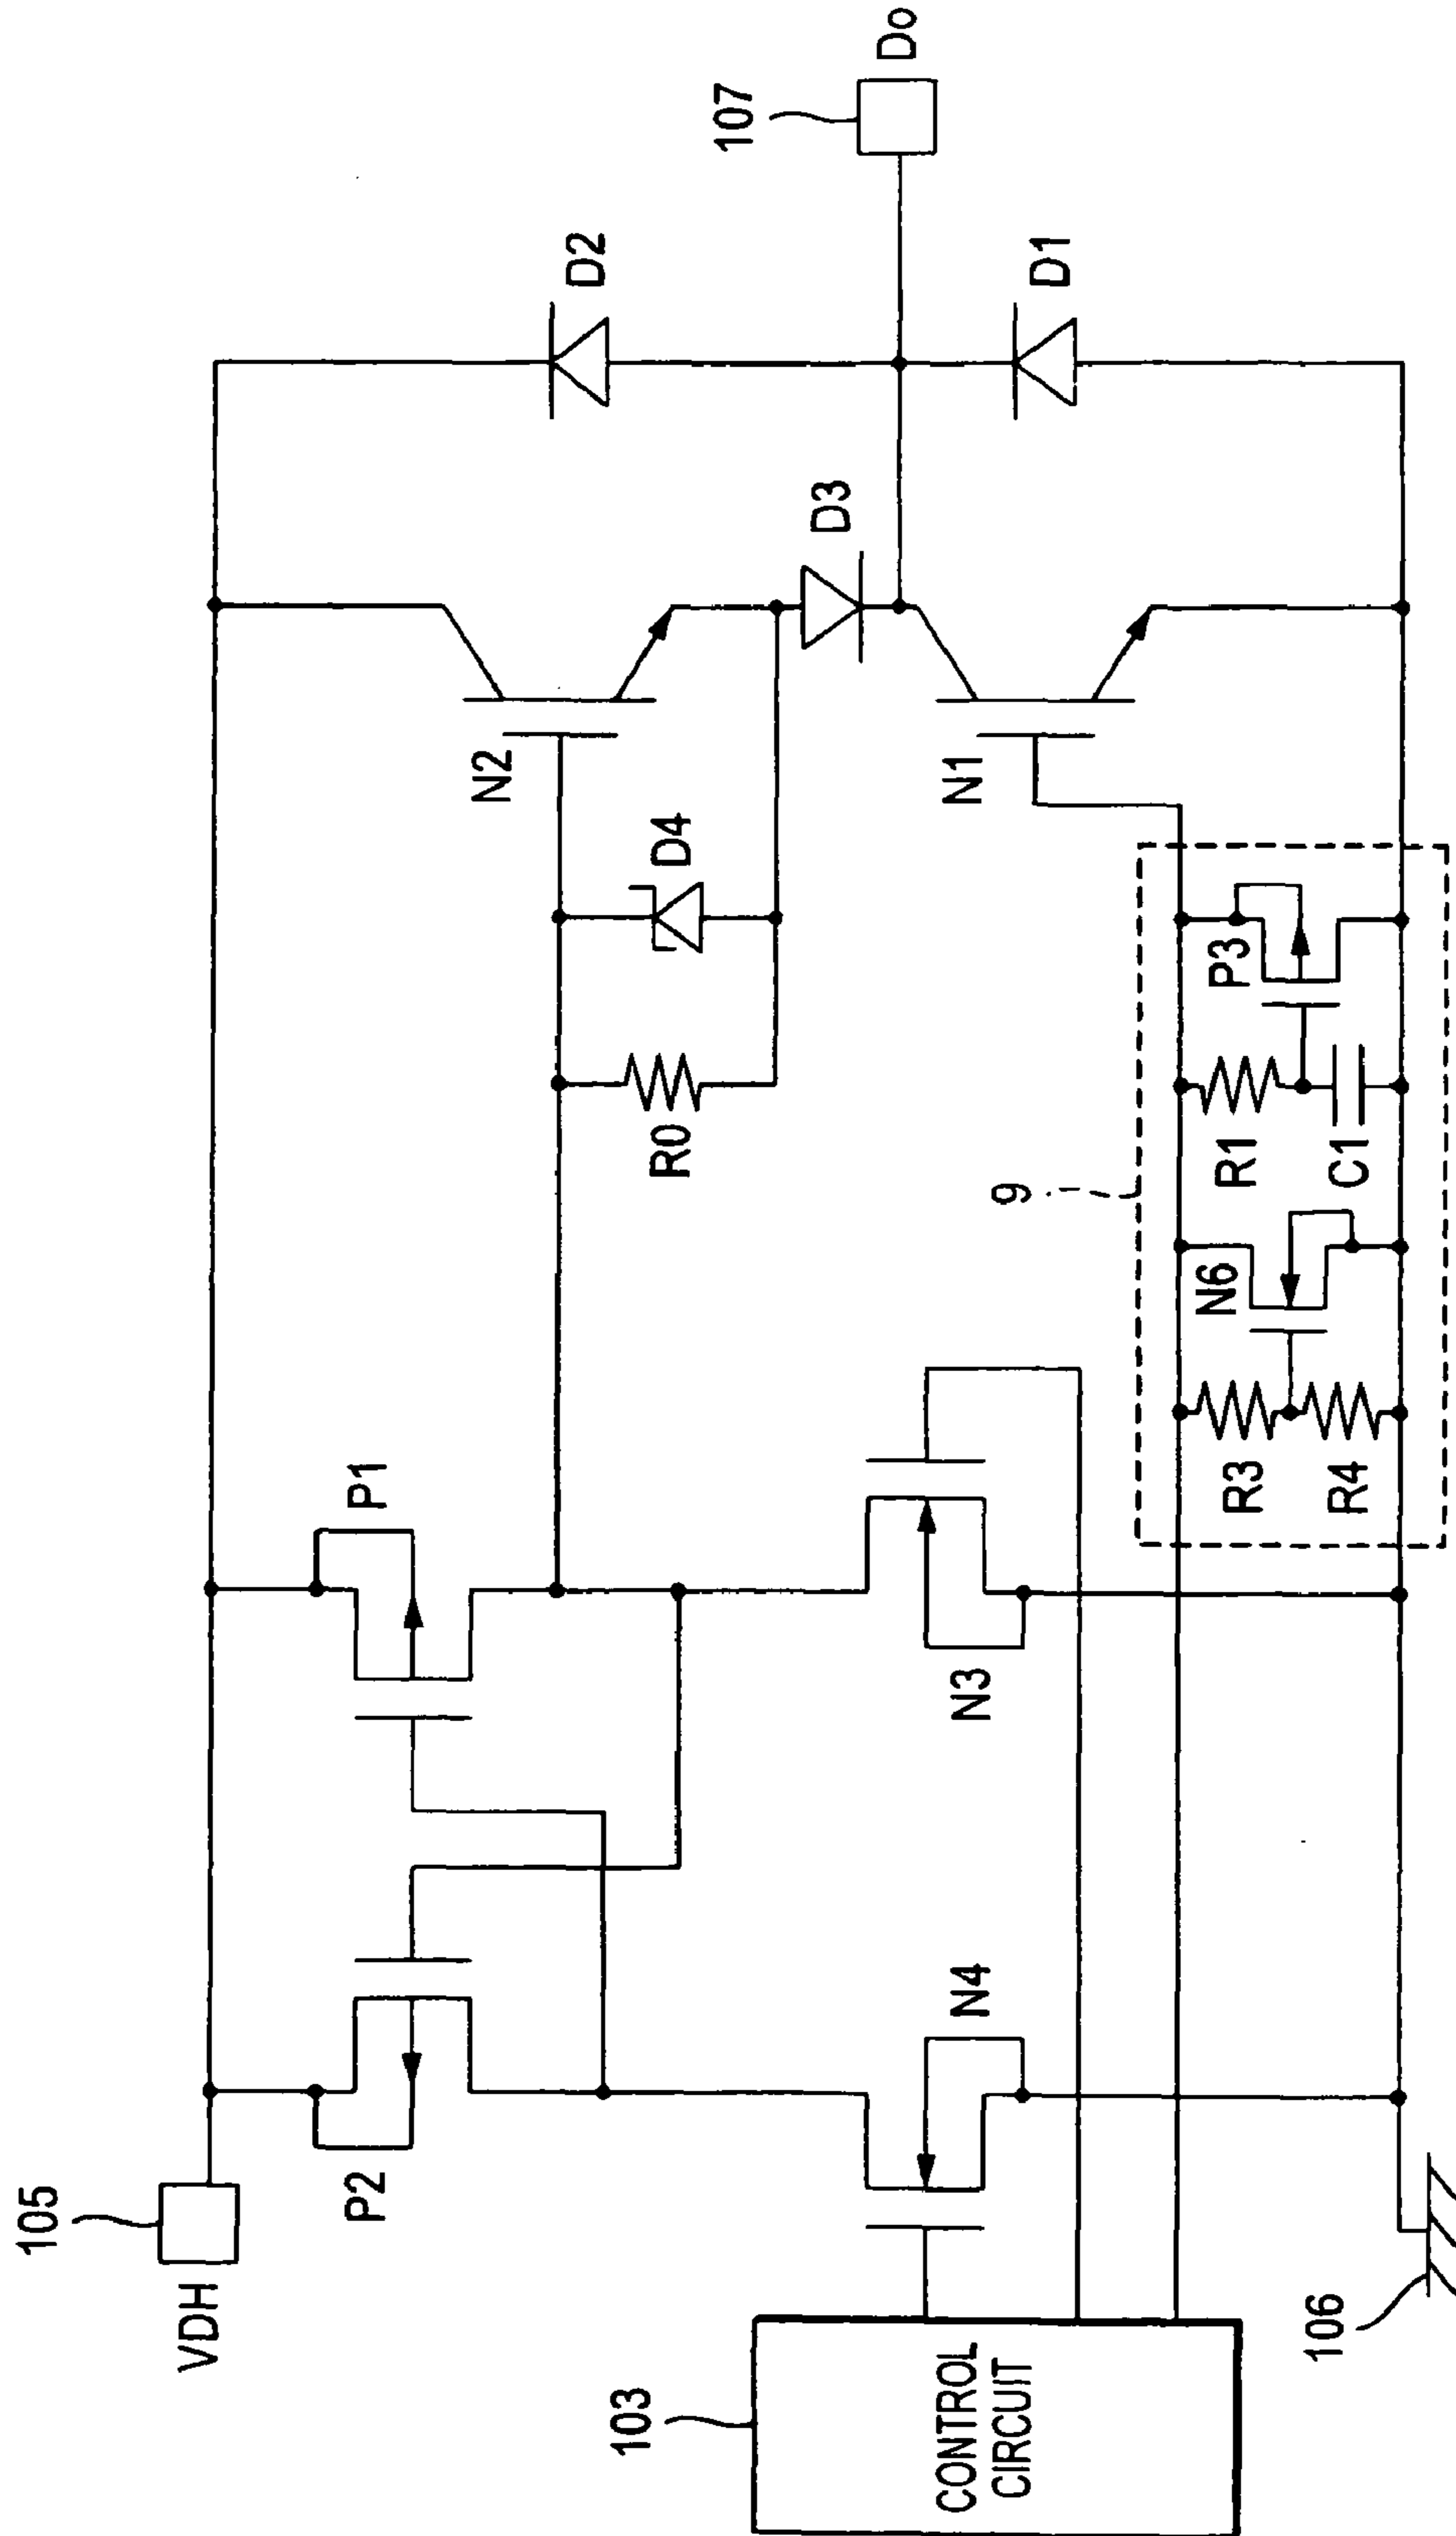 105
VDH
P2
P1
103
CONTROL
CIRCUIT
N4
N3
106
R0
D4
N2
D3
D2
107
Do
D1
N1
9
R3
R4
N6
R1
C1
P3